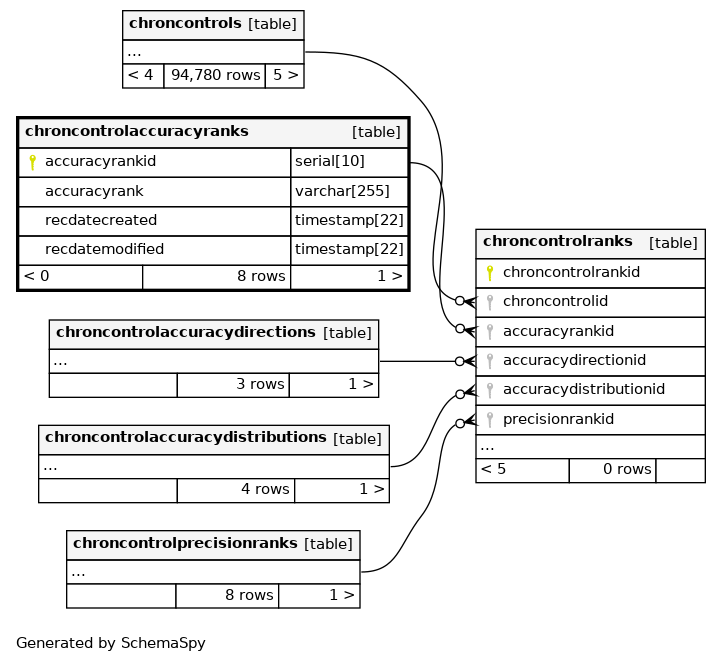 chroncontrols [table]
...
< 4 94,780 rows 5 >
chroncontrolaccuracyranks [table]
accuracyrankid serial[10]
accuracyrank varchar[255]
recdatecreated timestamp[22]
recdatemodified timestamp[22]
< 0 8 rows 1 >
chroncontrolaccuracydirections [table]
...
3 rows 1 >
chroncontrolaccuracydistributions [table]
...
4 rows 1 >
chroncontrolprecisionranks [table]
...
8 rows 1 >
chroncontrolranks [table]
chroncontrolrankid
chroncontrolid
accuracyrankid
accuracydirectionid
accuracydistributionid
precisionrankid
...
< 5 0 rows
Generated by SchemaSpy